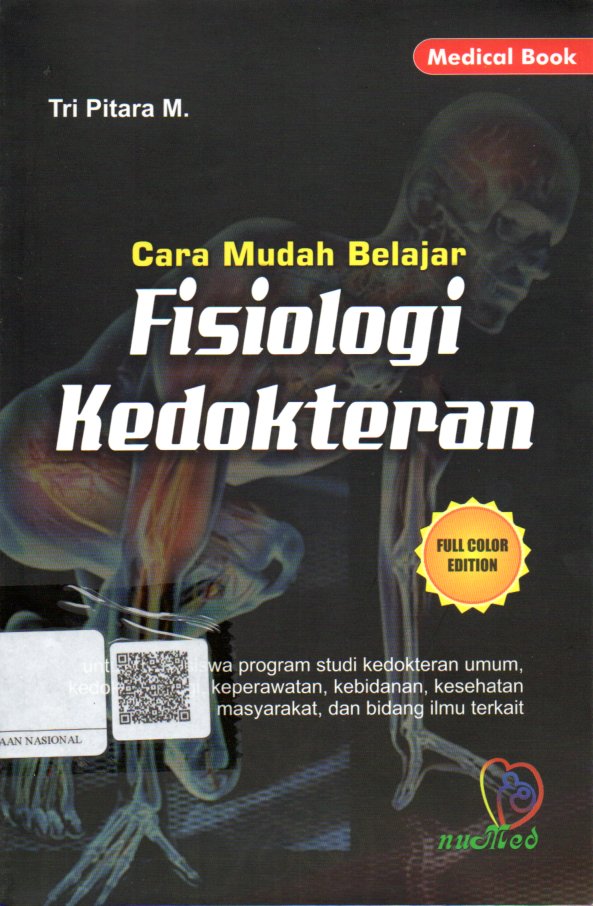 Medical Book
Tri Pitara M.
Cara Mudah Belajar
Fisiologi
Kedokteran
FULL COLOR
EDITION
program studi kedokteran umum,
keperawatan, kebidanan, kesehatan
masyarakat, dan bidang ilmu terkait
NASIONAL
nuMed